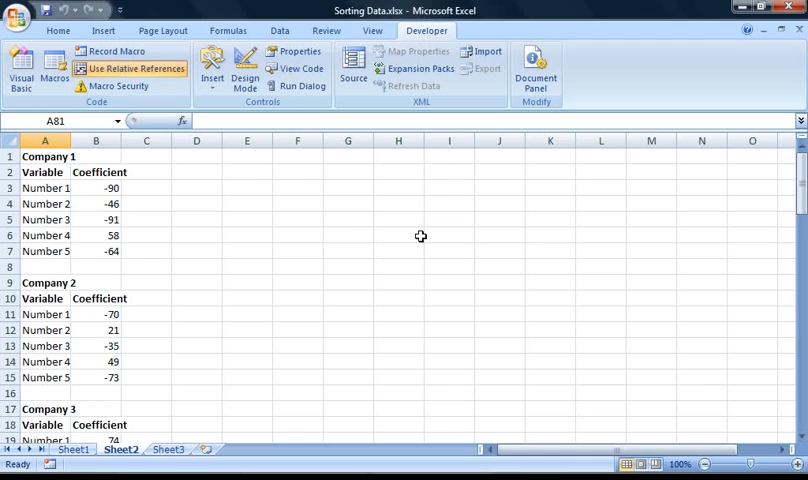 Sorting Data.xlsx - Microsoft Excel
Home Insert Page Layout Formulas Data Review View Developer
Visual Basic
Macros
Record Macro
Use Relative References
Macro Security
Code
Insert
Design Mode
Properties
View Code
Run Dialog
Controls
Source
Map Properties
Expansion Packs
Refresh Data
Import
Export
XML
Document Panel
Modify
A81 fx
A B C D E F G H I J K L M N O
1 Company 1
2 Variable Coefficient
3 Number 1 -90
4 Number 2 -46
5 Number 3 -91
6 Number 4 58
7 Number 5 -64
8
9 Company 2
10 Variable Coefficient
11 Number 1 -70
12 Number 2 21
13 Number 3 -35
14 Number 4 49
15 Number 5 -73
16
17 Company 3
18 Variable Coefficient
19 Number 1 74
Sheet1 Sheet2 Sheet3
Ready 100%